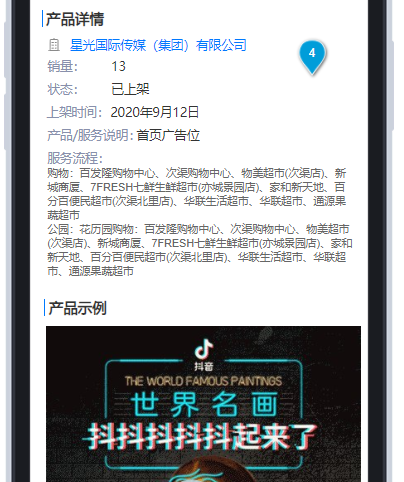 产品详情
星光国际传媒（集团）有限公司
4
销量： 13
状态： 已上架
上架时间：2020年9月12日
产品/服务说明：首页广告位
服务流程：
购物：百发隆购物中心、次渠购物中心、物美超市(次渠店)、新
城商厦、7FRESH七鲜生鲜超市(亦城景园店)、家和新天地、百
分百便民超市(次渠北里店)、华联生活超市、华联超市、通源果
蔬超市
公园：花历园购物：百发隆购物中心、次渠购物中心、物美超市
(次渠店)、新城商厦、7FRESH七鲜生鲜超市(亦城景园店)、家和
新天地、百分百便民超市(次渠北里店)、华联生活超市、华联超
市、通源果蔬超市
产品示例
抖音
THE WORLD FAMOUS PAINTINGS
世界名画
抖抖抖抖抖起来了